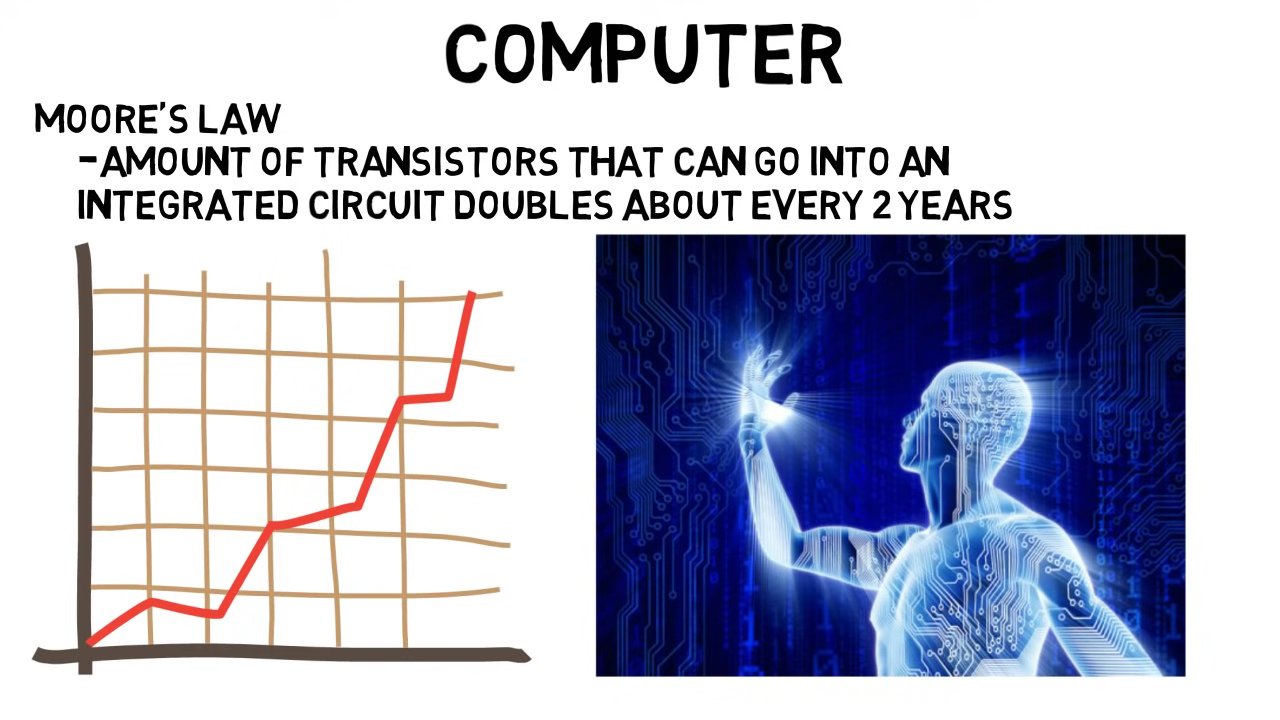 COMPUTER
MOORE'S LAW
-AMOUNT OF TRANSISTORS THAT CAN GO INTO AN
INTEGRATED CIRCUIT DOUBLES ABOUT EVERY 2 YEARS